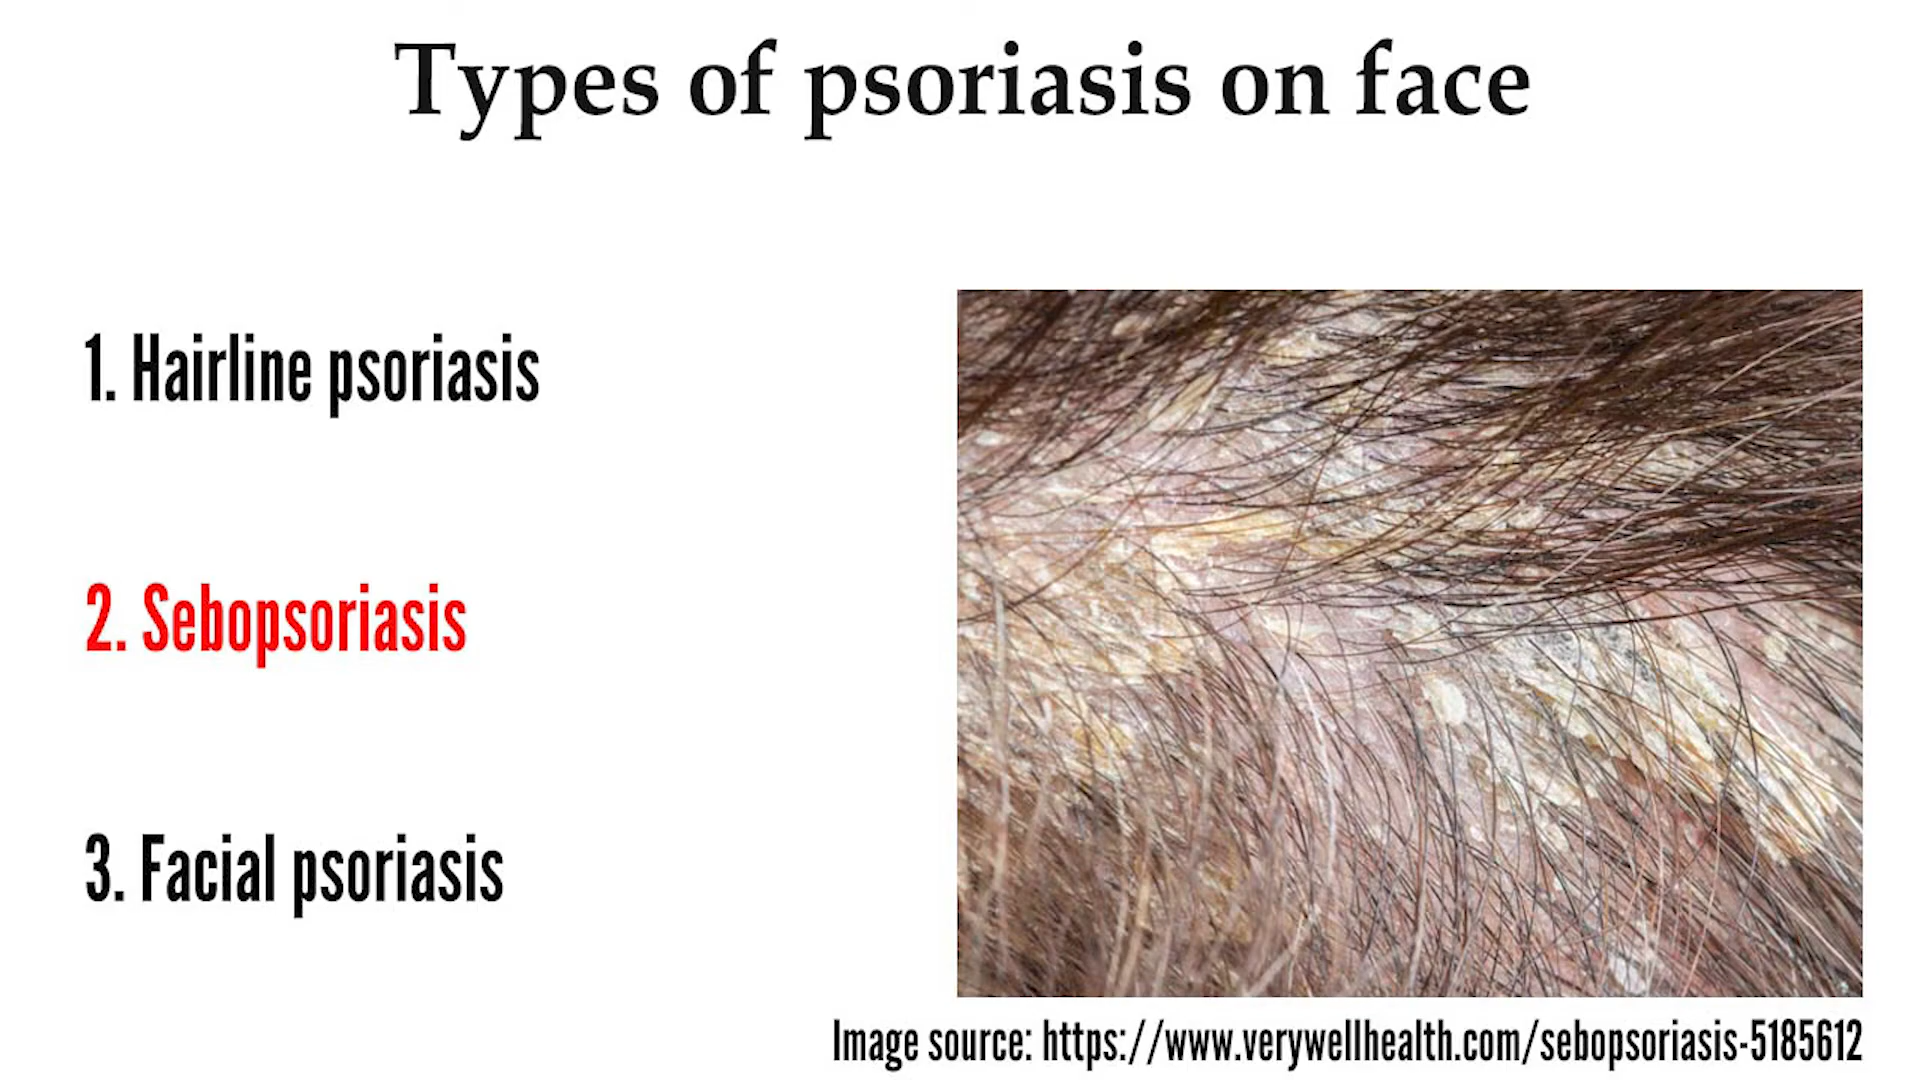 Types of psoriasis on face
1. Hairline psoriasis
2. Sebopsoriasis
3. Facial psoriasis
Image source: https://www.verywellhealth.com/sebopsoriasis-5185612